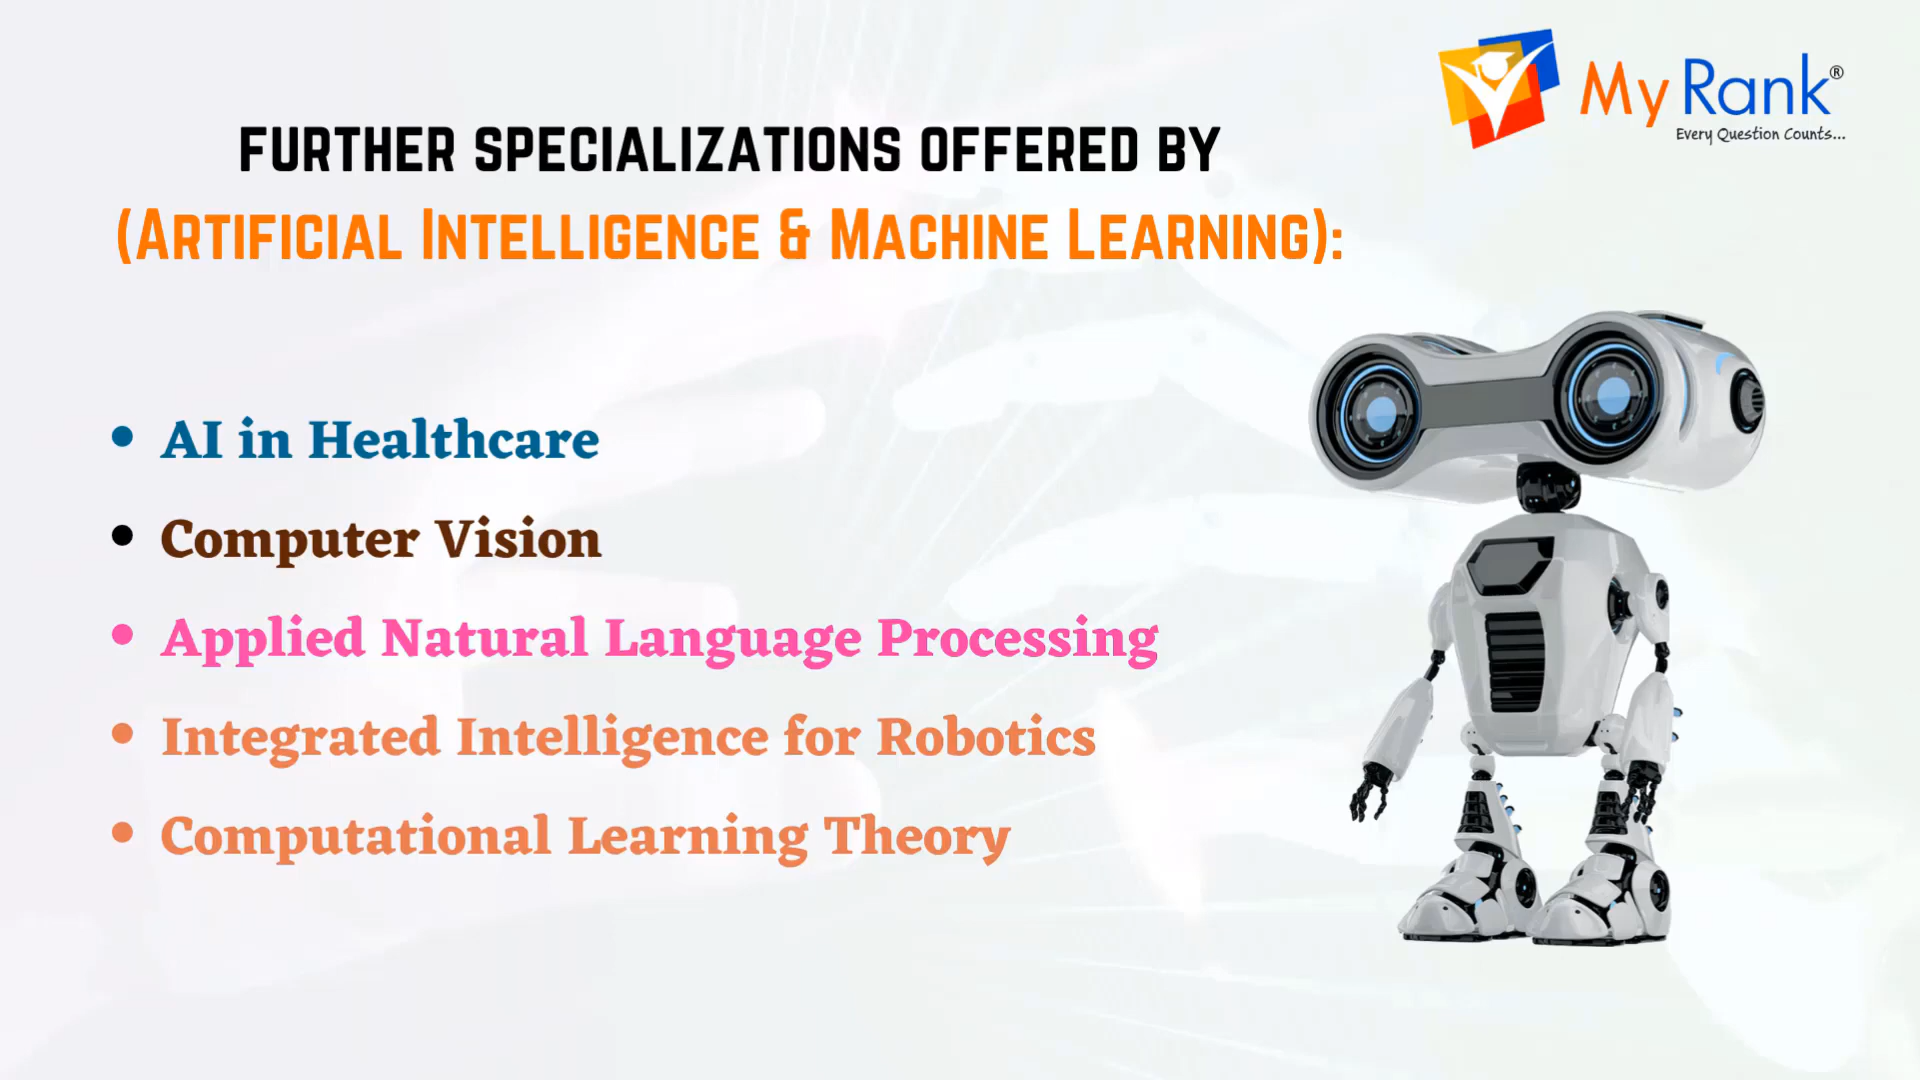 My Rank®
Every Question Counts...
FURTHER SPECIALIZATIONS OFFERED BY
(ARTIFICIAL INTELLIGENCE & MACHINE LEARNING):
• AI in Healthcare
• Computer Vision
• Applied Natural Language Processing
• Integrated Intelligence for Robotics
• Computational Learning Theory